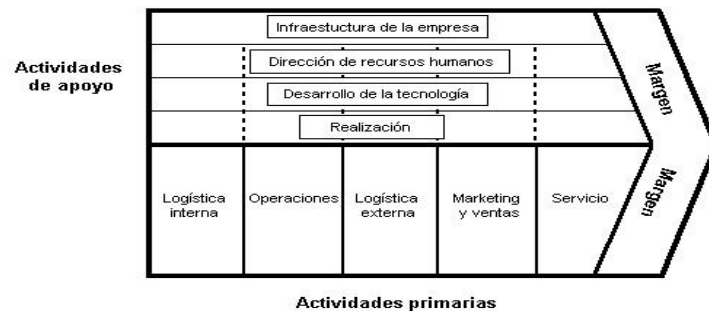 Infraestuctura de la empresa
Dirección de recursos humanos
Desarrollo de la tecnología
Realización
Actividades
de apoyo
Margen
Margen
Logística
interna
Operaciones
Logística
externa
Marketing
y ventas
Servicio
Actividades primarias